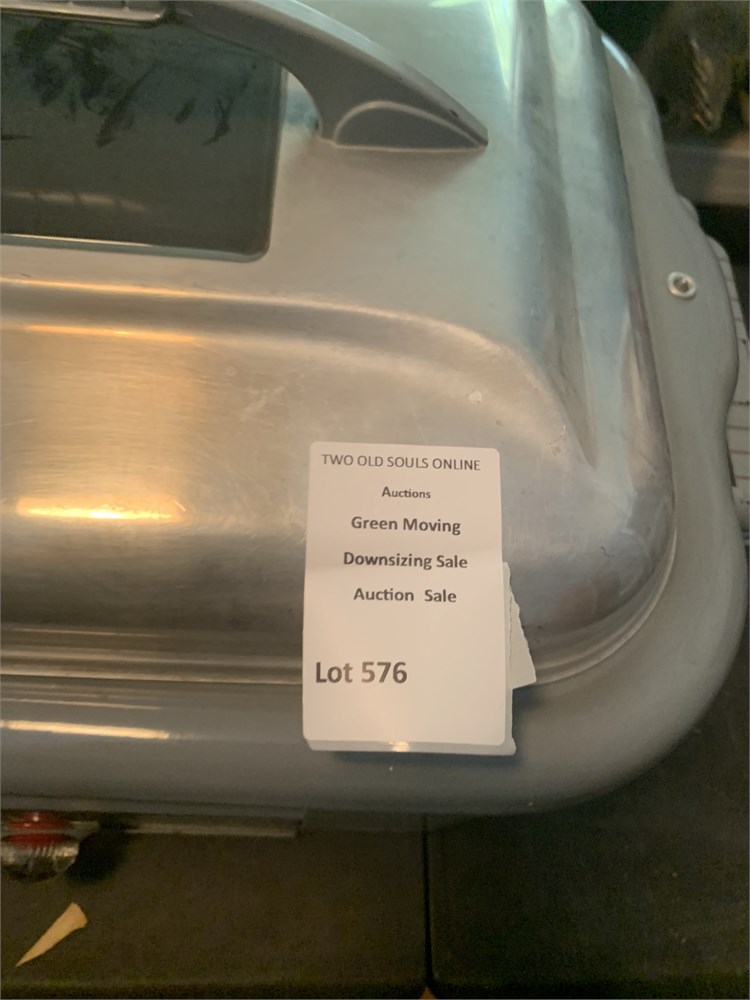 TWO OLD SOULS ONLINE
Auctions
Green Moving
Downsizing Sale
Auction Sale
Lot 576